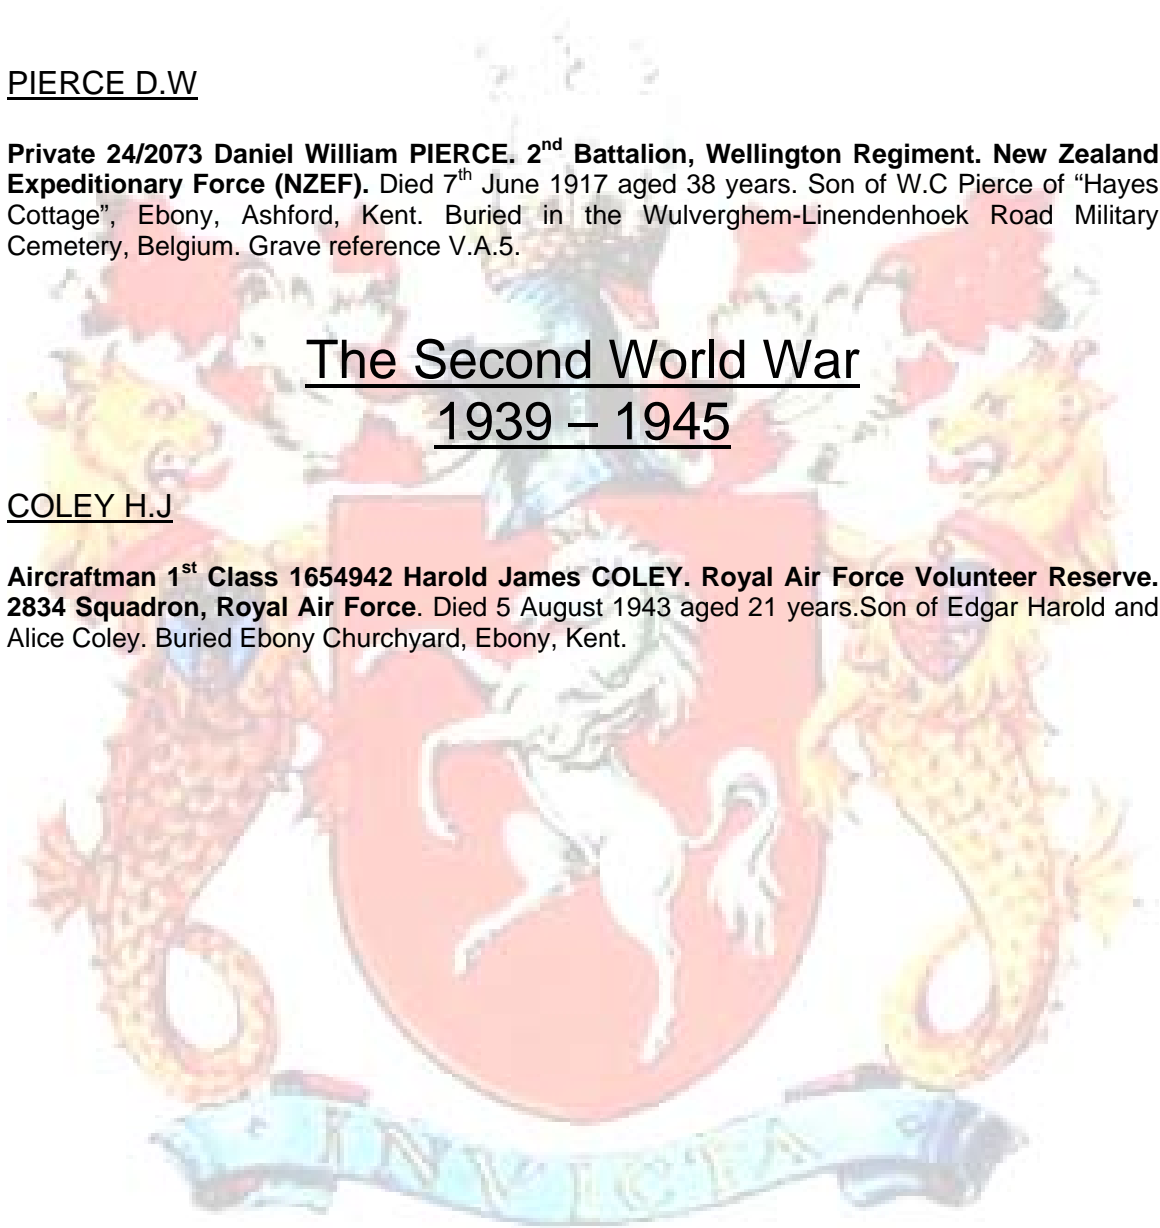 PIERCE D.W
Private 24/2073 Daniel William PIERCE. 2nd Battalion, Wellington Regiment. New Zealand
Expeditionary Force (NZEF). Died 7th June 1917 aged 38 years. Son of W.C Pierce of “Hayes
Cottage”, Ebony, Ashford, Kent. Buried in the Wulverghem-Linendenhoek Road Military
Cemetery, Belgium. Grave reference V.A.5.
The Second World War
1939 – 1945
COLEY H.J
Aircraftman 1st Class 1654942 Harold James COLEY. Royal Air Force Volunteer Reserve.
2834 Squadron, Royal Air Force. Died 5 August 1943 aged 21 years.Son of Edgar Harold and
Alice Coley. Buried Ebony Churchyard, Ebony, Kent.
INVICTA